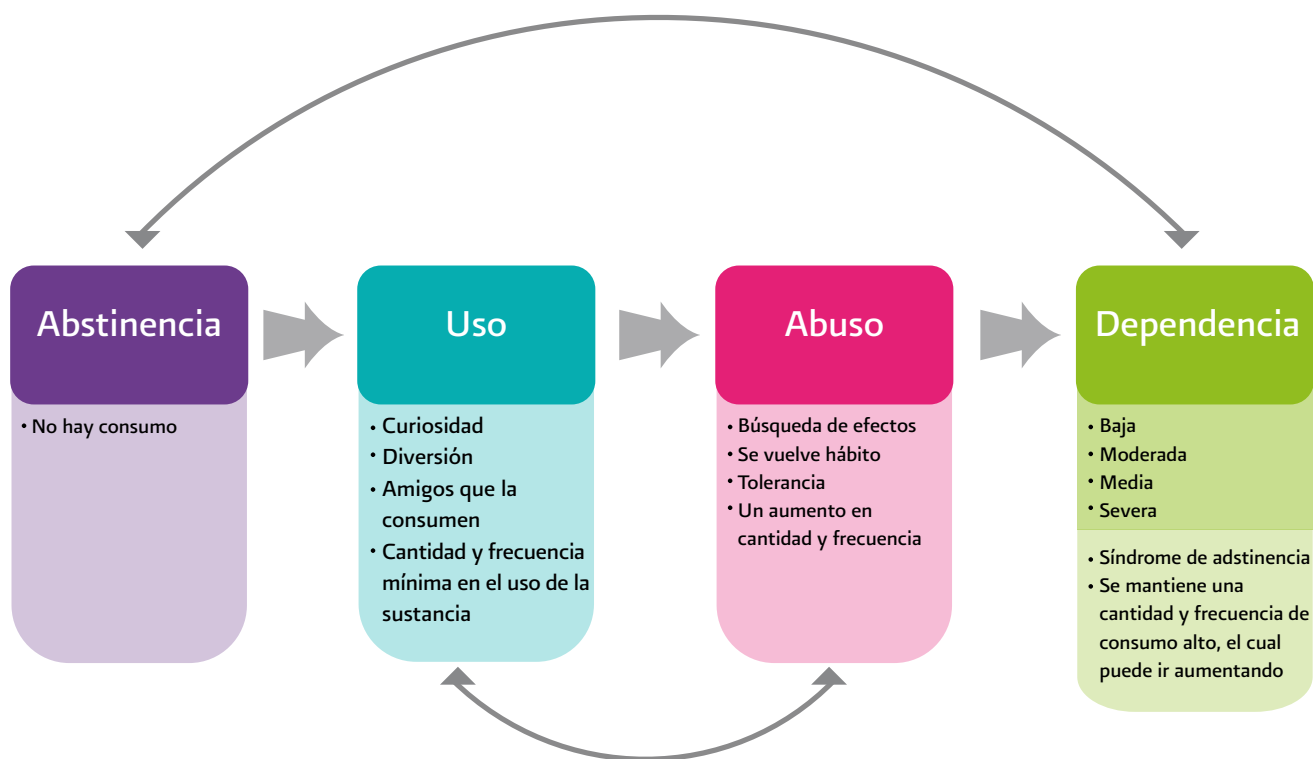 Abstinencia
• No hay consumo
Uso
• Curiosidad
• Diversión
• Amigos que la
consumen
• Cantidad y frecuencia
mínima en el uso de la
sustancia
Abuso
• Búsqueda de efectos
• Se vuelve hábito
• Tolerancia
• Un aumento en
cantidad y frecuencia
Dependencia
• Baja
• Moderada
• Media
• Severa
• Síndrome de adstinencia
• Se mantiene una
cantidad y frecuencia de
consumo alto, el cual
puede ir aumentando